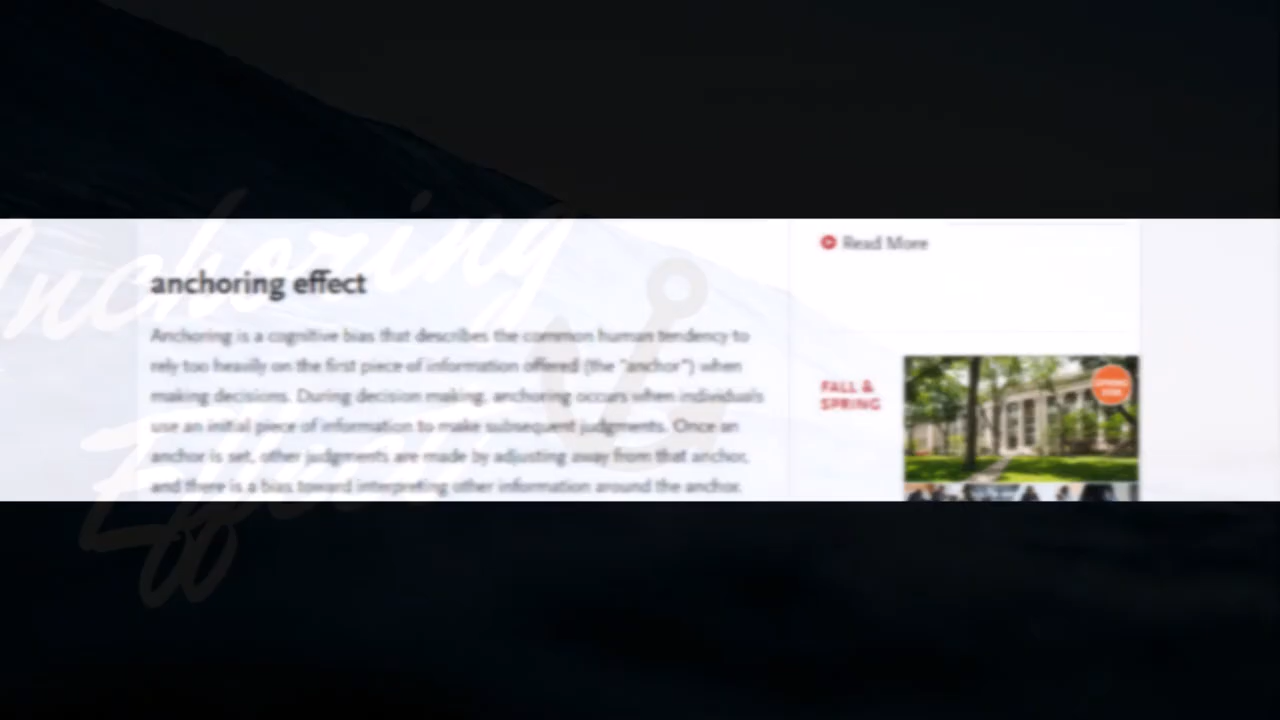 Anchoring
Effect
anchoring effect
Anchoring is a cognitive bias that describes the common human tendency to
rely too heavily on the first piece of information offered (the "anchor") when
making decisions. During decision making, anchoring occurs when individuals
use an initial piece of information to make subsequent judgments. Once an
anchor is set, other judgments are made by adjusting away from that anchor,
and there is a bias toward interpreting other information around the anchor.
Read More
FALL &
SPRING